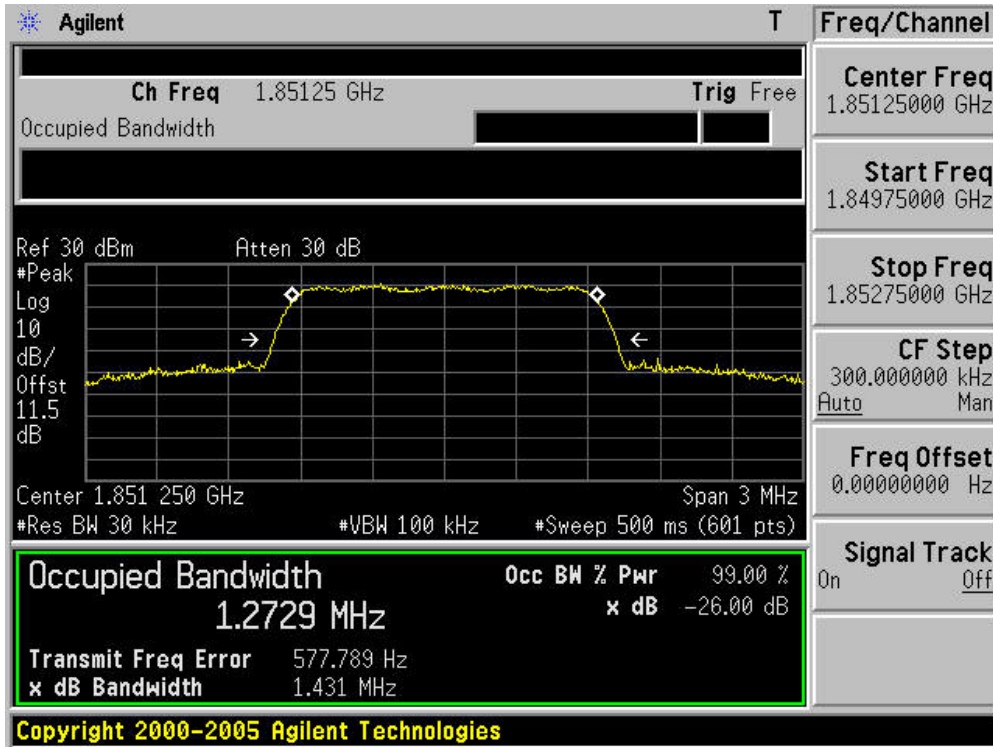 Agilent T
Freq/Channel
Ch Freq 1.85125 GHz Trig Free
Occupied Bandwidth
Center Freq
1.85125000 GHz
Start Freq
1.84975000 GHz
Stop Freq
1.85275000 GHz
CF Step
300.000000 kHz
Auto Man
Freq Offset
0.00000000 Hz
Signal Track
On Off
Ref 30 dBm Atten 30 dB
#Peak
Log
10
dB/
Offst
11.5
dB
Center 1.851 250 GHz Span 3 MHz
#Res BW 30 kHz #VBW 100 kHz #Sweep 500 ms (601 pts)
Occupied Bandwidth
1.2729 MHz
Occ BW % Pwr 99.00 %
x dB -26.00 dB
Transmit Freq Error 577.789 Hz
x dB Bandwidth 1.431 MHz
Copyright 2000-2005 Agilent Technologies